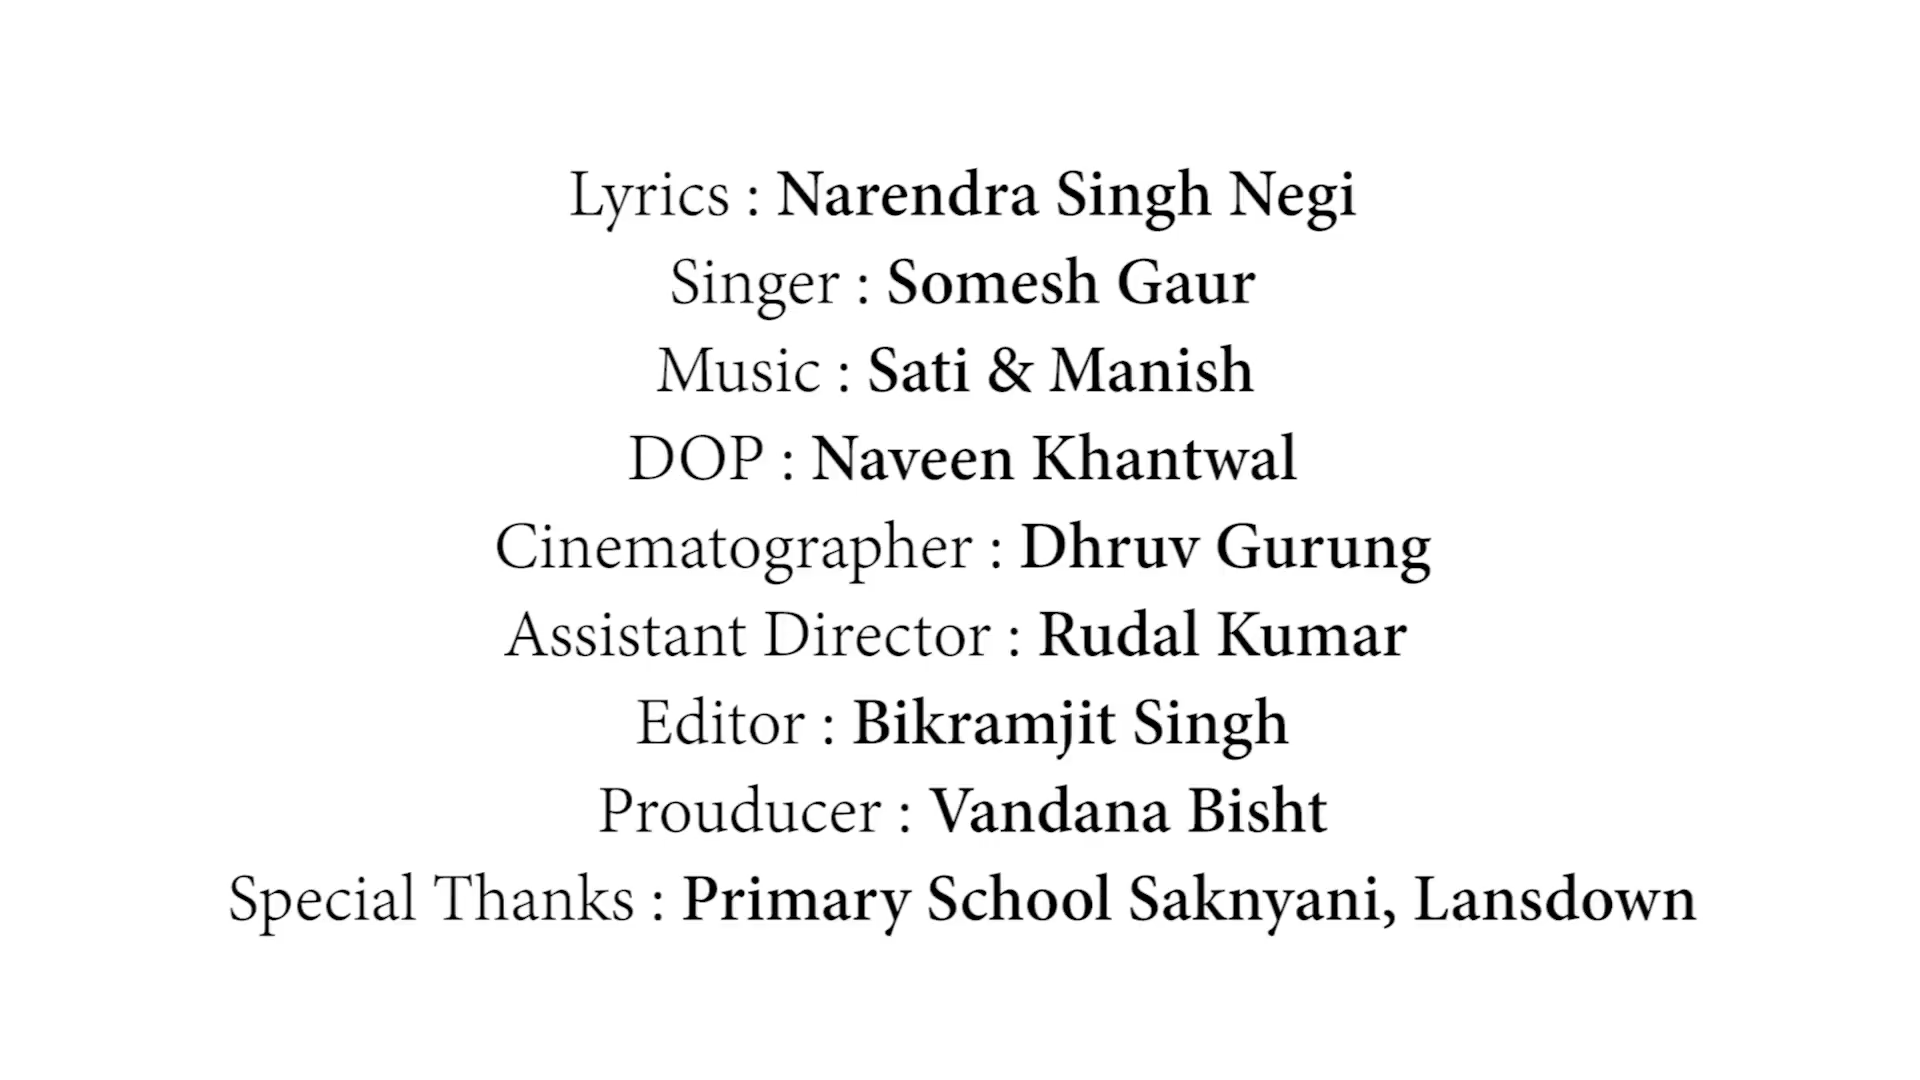 Lyrics : Narendra Singh Negi
Singer : Somesh Gaur
Music : Sati & Manish
DOP : Naveen Khantwal
Cinematographer : Dhruv Gurung
Assistant Director : Rudal Kumar
Editor : Bikramjit Singh
Prouducer : Vandana Bisht
Special Thanks : Primary School Saknyani, Lansdown